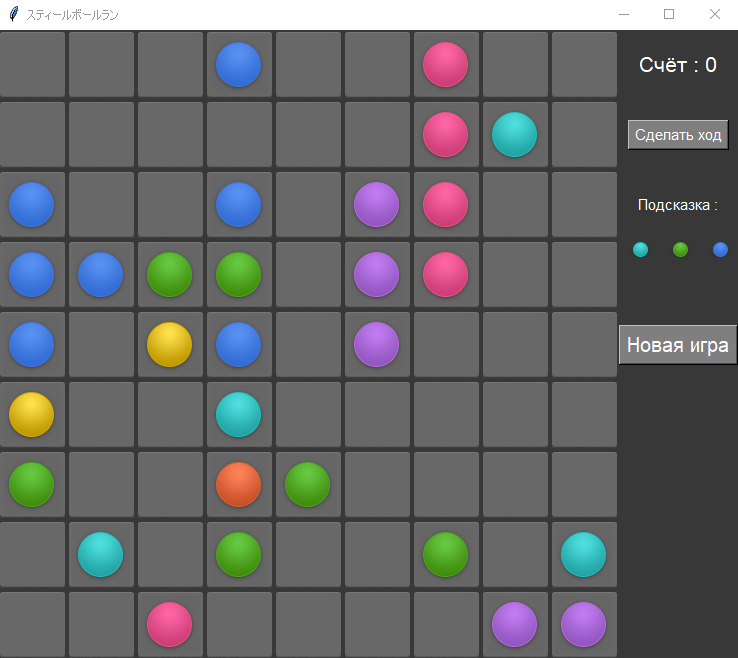 スティールボールラン
Счёт : 0
Сделать ход
Подсказка :
Новая игра